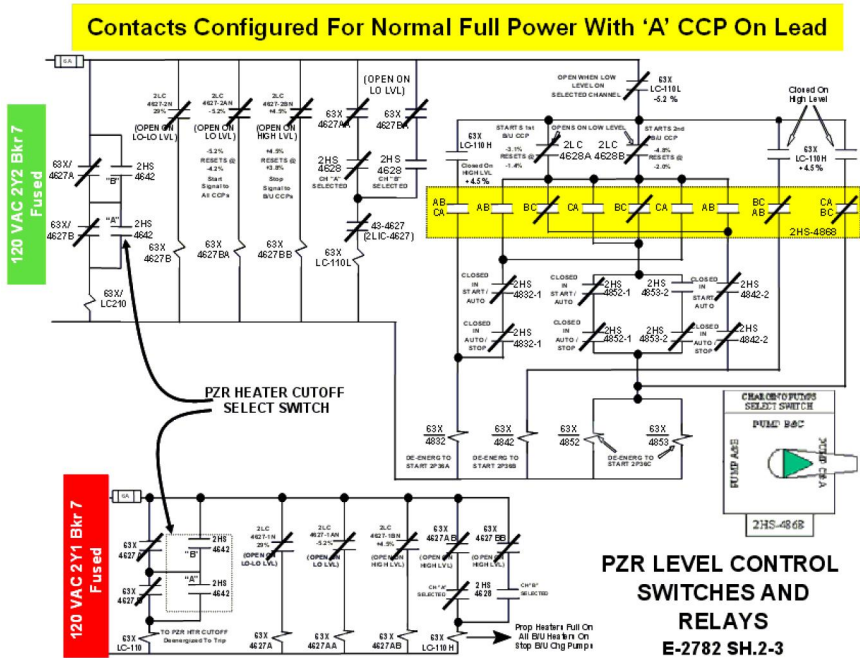 Contacts Configured For Normal Full Power With ‘A’ CCP On Lead
6A
120 VAC 2Y2 Bkr 7
Fused
63X/
4627A
2HS
4642
"B"
63X/
4627B
"A"
2HS
4642
63X/
LC210
2LC
4627-2N
29%
(OPEN ON
LO-LO LVL)
63X
4627B
2LC
4627-2AN
-5.2%
(OPEN ON
LO LVL)
-5.2%
RESETS @
-4.2%
Start
Signal to
All CCPs
63X
4627BA
2LC
4627-2BN
+4.5%
(OPEN ON
HIGH LVL)
+4.5%
RESETS @
+3.8%
Stop
Signal to
B/U CCPs
63X
4627BB
(OPEN ON
LO LVL)
63X
4627AA
63X
4627BA
2HS
4628
CH "A"
SELECTED
2HS
4628
CH "B"
SELECTED
43-4627
(2LIC-4627)
63X
LC-110L
OPEN WHEN LOW
LEVEL ON
SELECTED CHANNEL
63X
LC-110L
-5.2 %
Closed On
High Level
63X
LC-110H
Closed On
HIGH LVL
+4.5%
STARTS 1st
B/U CCP
-3.1%
RESETS @
-1.4%
OPENS ON LOW LEVEL
2LC
4628A
2LC
4628B
STARTS 2nd
B/U CCP
-4.8%
RESETS @
-2.0%
63X
LC-110H
+4.5%
AB
CA
AB
BC
CA
BC
CA
AB
BC
AB
CA
BC
2HS-4868
CLOSED
IN
START/
AUTO
2HS
4832-1
2HS
4852-1
2HS
4853-2
CLOSED
IN
START/
AUTO
2HS
4842-2
CLOSED
IN
AUTO/
STOP
2HS
4832-1
2HS
4852-1
2HS
4853-2
CLOSED
IN
AUTO/
STOP
2HS
4842-2
PZR HEATER CUTOFF
SELECT SWITCH
63X
4832
63X
4842
63X
4852
63X
4853
DE-ENERG TO
START 2P36A
DE-ENERG TO
START 2P36B
DE-ENERG TO
START 2P36C
CHARGING PUMPS
SELECT SWITCH
PUMP B&C
PUMP A&B
PUMP C&A
2HS-4868
120 VAC 2Y1 Bkr 7
Fused
6A
63X
4627
2HS
4642
"B"
63X
4627
"A"
2HS
4642
63X
LC-110
TO PZR HTR CUTOFF
Deenergized To Trip
2LC
4627-1N
29%
(OPEN ON
LO-LO LVL)
63X
4627A
2LC
4627-1AN
-5.2%
(OPEN ON
LO LVL)
63X
4627AA
2LC
4627-1BN
+4.5%
(OPEN ON
HIGH LVL)
63X
4627AB
63X
4627AB
(OPEN ON
HIGH LVL)
63X
4627BB
(OPEN ON
HIGH LVL)
CH "A"
SELECTED
2HS
4628
CH "B"
SELECTED
63X
LC-110H
Prop Heaters Full On
All B/U Heaters On
Stop B/U Chg Pumps
PZR LEVEL CONTROL
SWITCHES AND
RELAYS
E-2782 SH.2-3